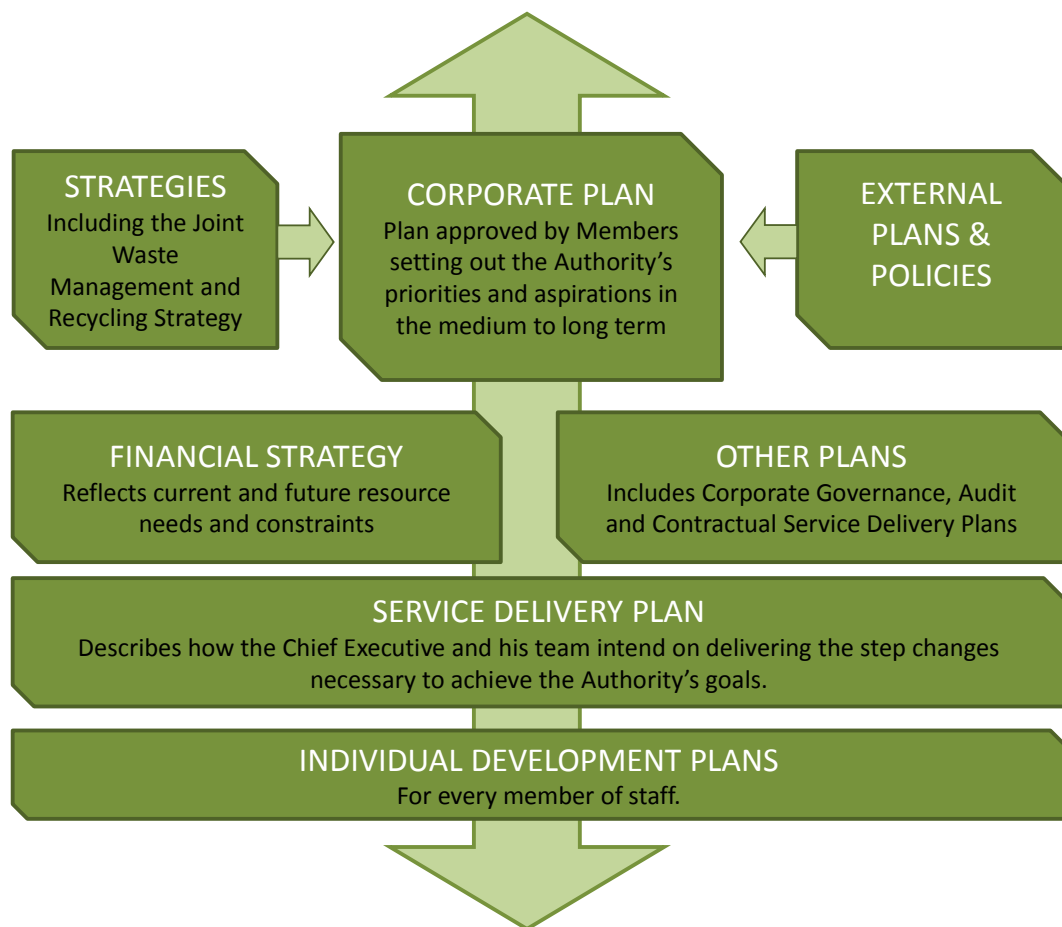 STRATEGIES
Including the Joint
Waste
Management and
Recycling Strategy
CORPORATE PLAN
Plan approved by Members
setting out the Authority’s
priorities and aspirations in
the medium to long term
EXTERNAL
PLANS &
POLICIES
FINANCIAL STRATEGY
Reflects current and future resource
needs and constraints
OTHER PLANS
Includes Corporate Governance, Audit
and Contractual Service Delivery Plans
SERVICE DELIVERY PLAN
Describes how the Chief Executive and his team intend on delivering the step changes
necessary to achieve the Authority’s goals.
INDIVIDUAL DEVELOPMENT PLANS
For every member of staff.